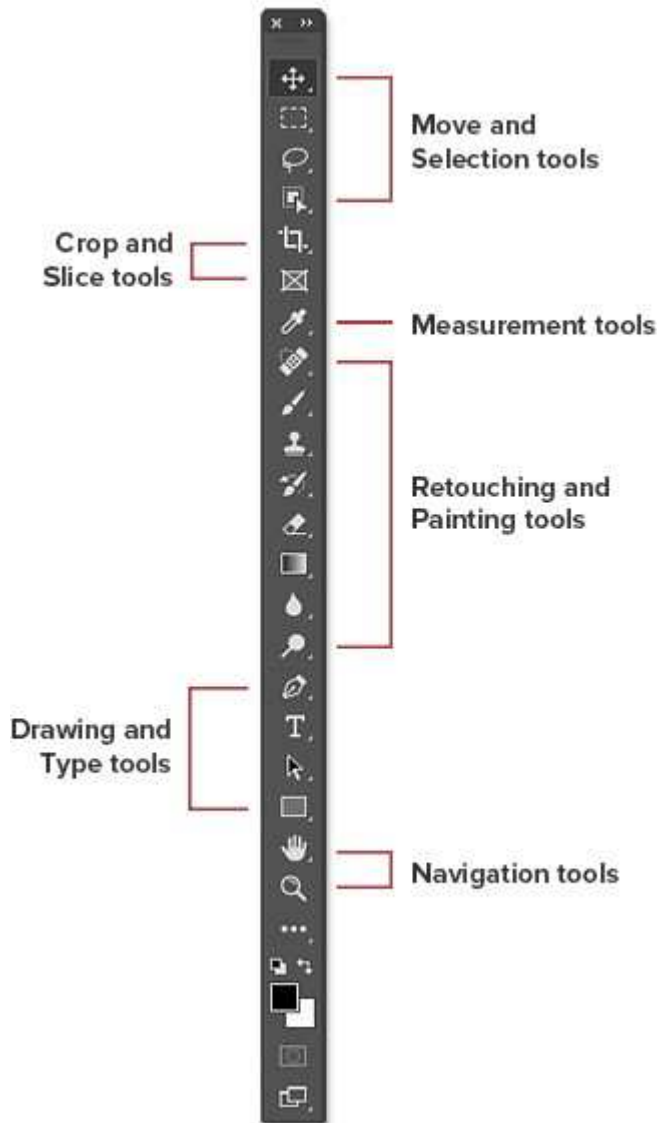 Move and
Selection tools
Crop and
Slice tools
Measurement tools
Retouching and
Painting tools
Drawing and
Type tools
T
Navigation tools